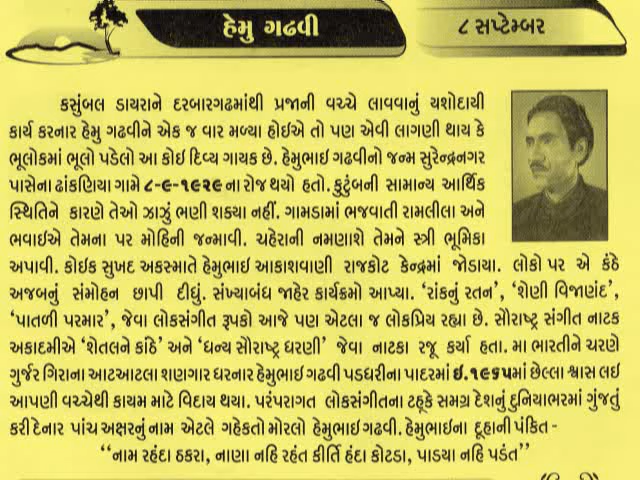 હેમુ ગઢવી
૮ સપ્ટેમ્બર
કસુંબલ ડાયરાને દરબારગઢમાંથી પ્રજાની વચ્ચે લાવવાનું યશોદાયી
કાર્ય કરનાર હેમુ ગઢવીને એક જ વાર મળ્યા હોઈએ તો પણ એવી લાગણી થાય કે
ભૂલોકમાં ભૂલો પડેલો આ કોઇ દિવ્ય ગાયક છે. હેમુભાઇ ગઢવીનો જન્મ સુરેન્દ્રનગર
પાસેના ઢાંકણિયા ગામે ૮-૯-૧૯૨૯ ના રોજ થયો હતો. કુટુંબની સામાન્ય આર્થિક
સ્થિતિને કારણે તેઓ ઝાઝું ભણી શક્યા નહીં. ગામડામાં ભજવાતી રામલીલા અને
ભવાઈએ તેમના પર મોહિની જન્માવી. ચહેરાની નમણાશે તેમને સ્ત્રી ભૂમિકા
અપાવી. કોઇક સુખદ અકસ્માતે હેમુભાઇ આકાશવાણી રાજકોટ કેન્દ્રમાં જોડાયા. લોકો પર એ કંઠે
અજબનું સંમોહન છાપી દીધું. સંખ્યાબંધ જાહેર કાર્યક્રમો આપ્યા. ‘રાંકનું રતન’, ‘શેણી વિજાણંદ’,
‘પાતળી પરમાર’, જેવા લોકસંગીત રૂપકો આજે પણ એટલા જ લોકપ્રિય રહ્યા છે. સૌરાષ્ટ્ર સંગીત નાટક
અકાદમીએ ‘શેતલને કાંઠે’ અને ‘ધન્ય સૌરાષ્ટ્ર ધરણી’ જેવા નાટકો રજૂ કર્યા હતા. મા ભારતીને ચરણે
ગુર્જર ગિરાના આટઆટલા શણગાર ધરનાર હેમુભાઇ ગઢવી પડધરીના પાદરમાં ઇ.૧૯૬૫માં છેલ્લા શ્વાસ લઇ
આપણી વચ્ચેથી કાયમ માટે વિદાય થયા. પરંપરાગત લોકસંગીતના ટહૂકે સમગ્ર દેશનું દુનિયાભરમાં ગુંજતું
કરી દેનાર પાંચ અક્ષરનું નામ એટલે ગહેકતો મોરલો હેમુભાઇ ગઢવી. હેમુભાઇના દૂહાની પંકિત -
‘‘નામ રહંદા ઠકરા, નાણા નહિ રહંત કીર્તિ હંદા કોટડા, પાડયા નહિ પડંત’’